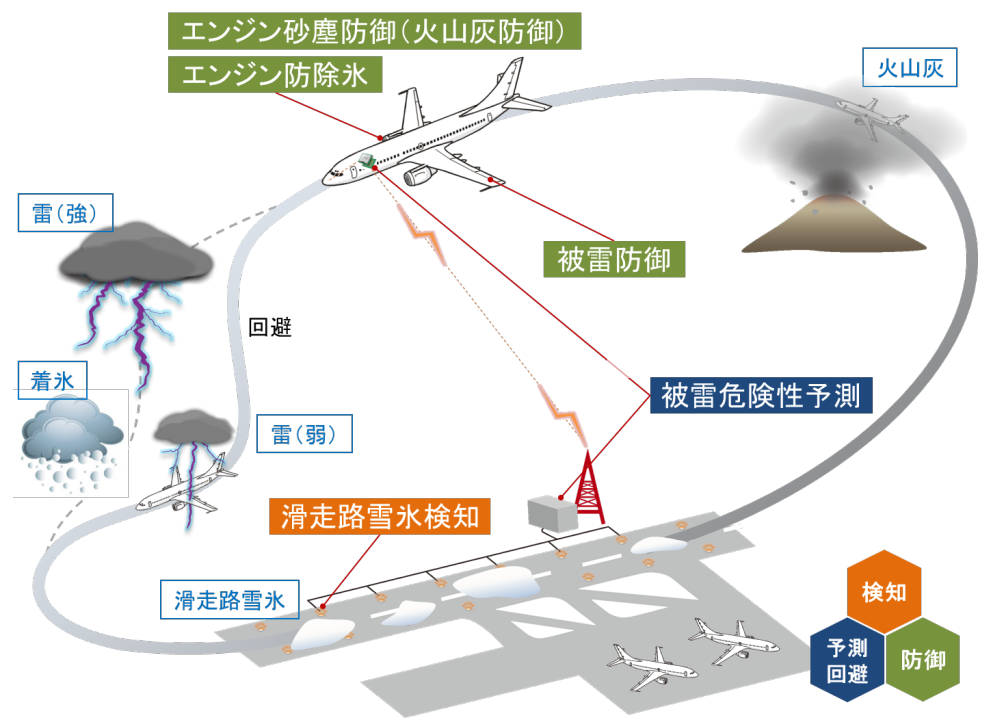 エンジン砂塵防御(火山灰防御)
エンジン防除氷
火山灰
雷(強)
被雷防御
回避
着氷
被雷危険性予測
雷(弱)
滑走路雪氷検知
滑走路雪氷
検知
予測
回避
防御